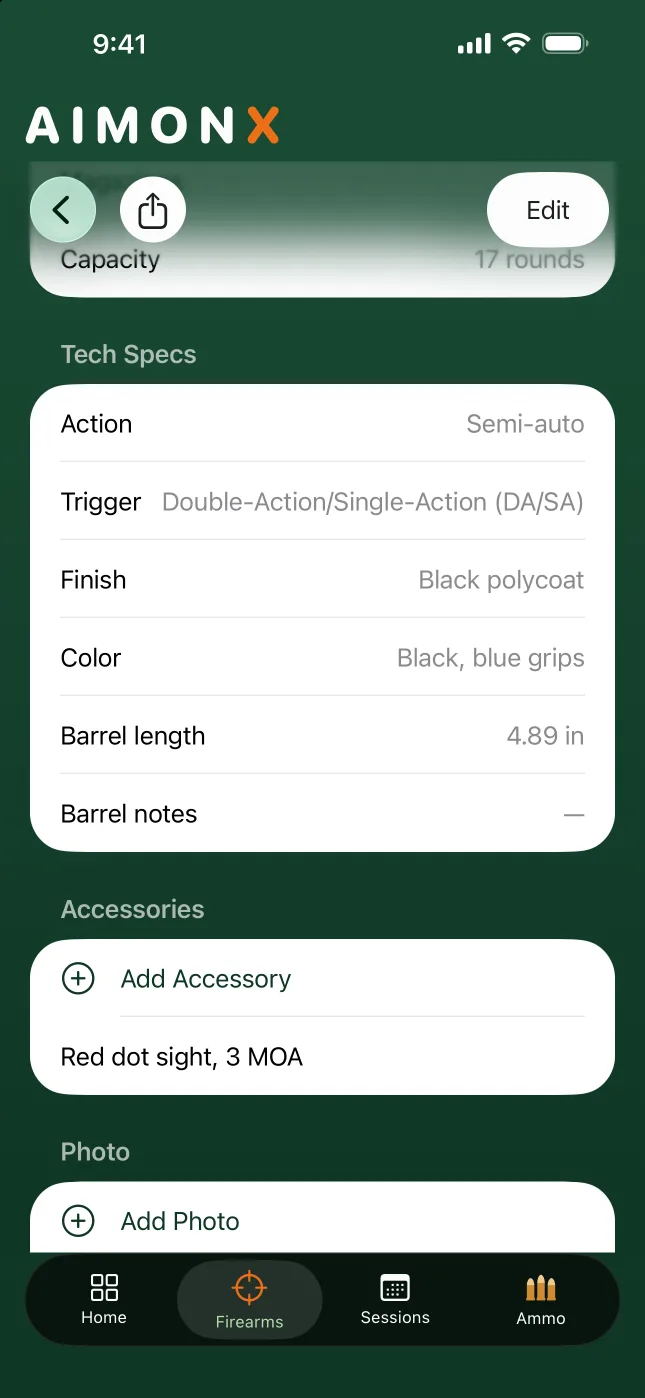 9:41
AIMONX
Edit
Capacity 17 rounds
Tech Specs
Action Semi-auto
Trigger Double-Action/Single-Action (DA/SA)
Finish Black polycoat
Color Black, blue grips
Barrel length 4.89 in
Barrel notes —
Accessories
Add Accessory
Red dot sight, 3 MOA
Photo
Add Photo
Home Firearms Sessions Ammo